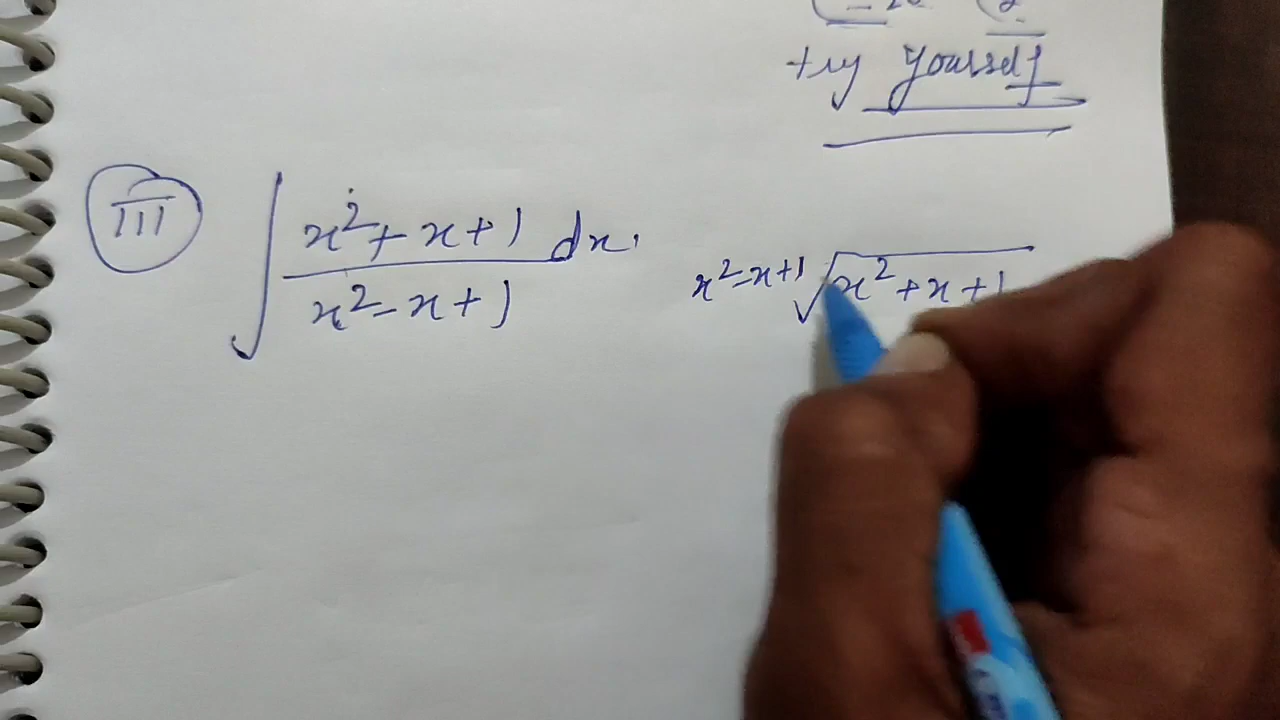 try yourself
III ∫ x²+x+1 / x²-x+1 dx.
x²-x+1 √x²+x+1